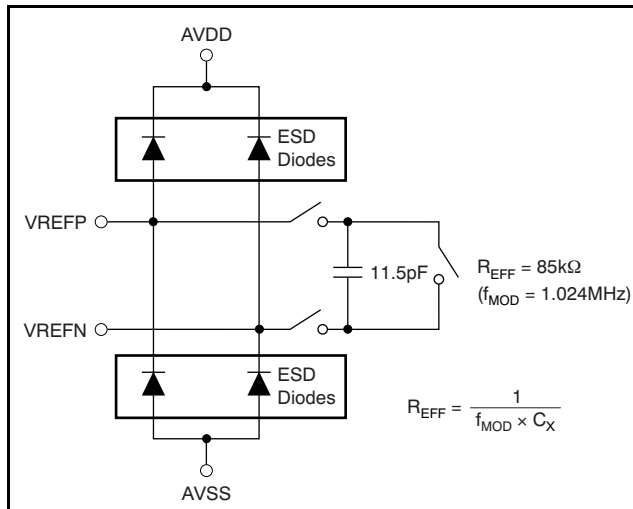 AVDD
ESD
Diodes
VREFP
11.5pF
R_EFF = 85kΩ
(f_MOD = 1.024MHz)
VREFN
ESD
Diodes
R_EFF = 1 / (f_MOD × C_X)
AVSS